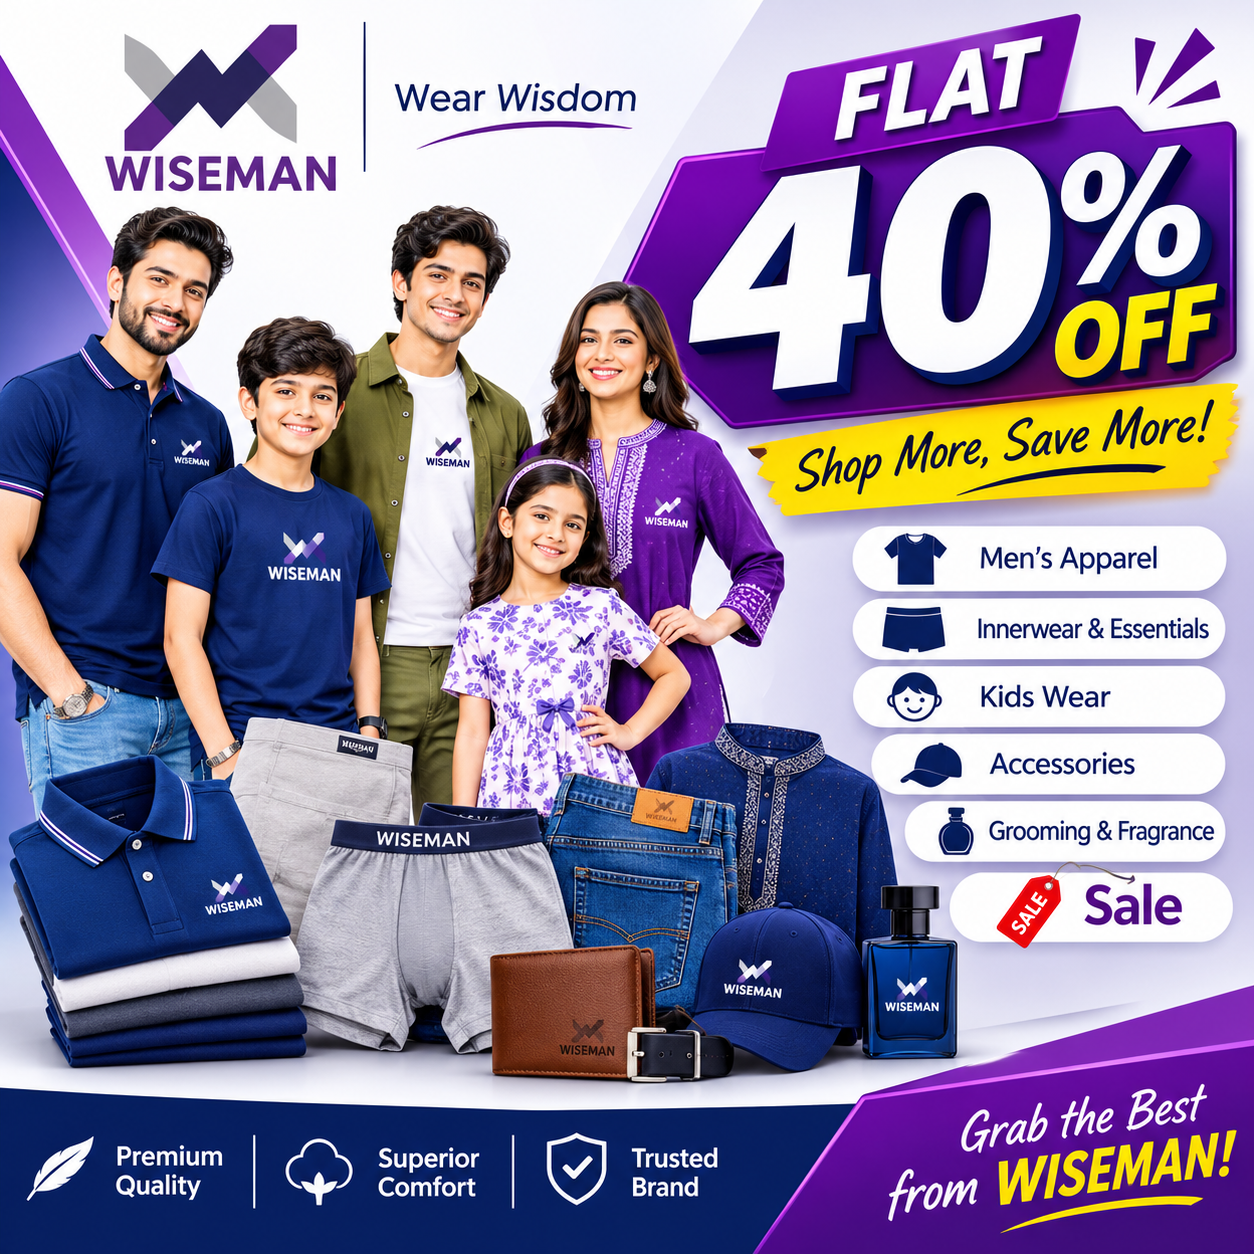 WISEMAN
Wear Wisdom
FLAT
40%
OFF
Shop More, Save More!
Men's Apparel
Innerwear & Essentials
Kids Wear
Accessories
Grooming & Fragrance
SALE
Sale
WISEMAN
WISEMAN
WISEMAN
WISEMAN
WISEMAN
WISEMAN
WISEMAN
WISEMAN
WISEMAN
WISEMAN
Premium
Quality
Superior
Comfort
Trusted
Brand
Grab the Best
from WISEMAN!